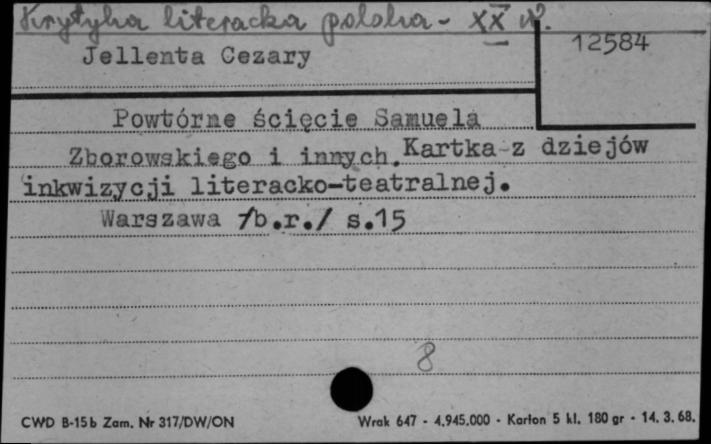 Krytyka literacka polska - XX w.
12584
Jellenta Cezary
Powtórne ścięcie Samuela
Zborowskiego i innych. Kartka z dziejów
inkwizycji literacko-teatralnej.
Warszawa /b.r./ s.15
8
CWD B-15b Zam. Nr 317/DW/ON
Wrak 647 - 4.945.000 - Karton 5 kl. 180 gr - 14. 3. 68.